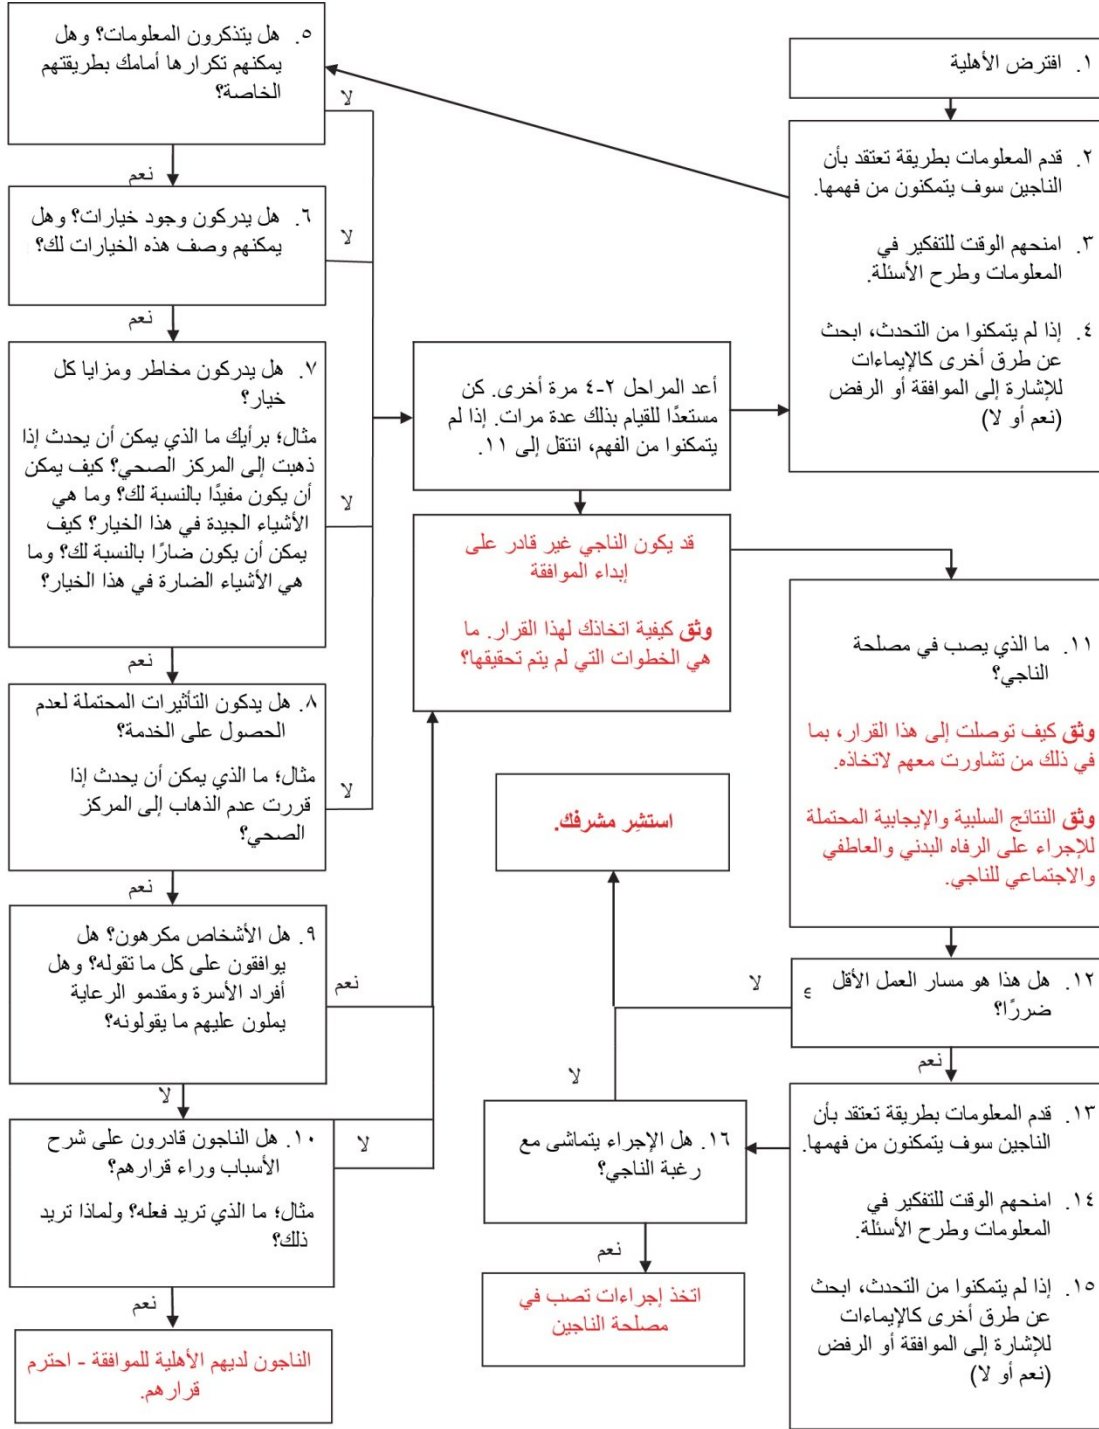 ١. افترض الأهلية
٢. قدم المعلومات بطريقة تعتقد بأن
الناجين سوف يتمكنون من فهمها.
٣. امنحهم الوقت للتفكير في
المعلومات وطرح الأسئلة.
٤. إذا لم يتمكنوا من التحدث، ابحث
عن طرق أخرى كالإيماءات
للإشارة إلى الموافقة أو الرفض
(نعم أو لا)
٥. هل يتذكرون المعلومات؟ وهل
يمكنهم تكرارها أمامك بطريقتهم
الخاصة؟
لا
نعم
٦. هل يدركون وجود خيارات؟ وهل
يمكنهم وصف هذه الخيارات لك؟
لا
نعم
٧. هل يدركون مخاطر ومزايا كل
خيار؟
مثال؛ برأيك ما الذي يمكن أن يحدث إذا
ذهبت إلى المركز الصحي؟ كيف يمكن
أن يكون مفيدًا بالنسبة لك؟ وما هي
الأشياء الجيدة في هذا الخيار؟ كيف
يمكن أن يكون ضارًا بالنسبة لك؟ وما
هي الأشياء الضارة في هذا الخيار؟
لا
نعم
٨. هل يدكون التأثيرات المحتملة لعدم
الحصول على الخدمة؟
مثال؛ ما الذي يمكن أن يحدث إذا
قررت عدم الذهاب إلى المركز
الصحي؟
لا
نعم
٩. هل الأشخاص مكرهون؟ هل
يوافقون على كل ما تقوله؟ وهل
أفراد الأسرة ومقدمو الرعاية
يملون عليهم ما يقولونه؟
نعم
لا
١٠. هل الناجون قادرون على شرح
الأسباب وراء قرارهم؟
مثال؛ ما الذي تريد فعله؟ ولماذا تريد
ذلك؟
لا
نعم
الناجون لديهم الأهلية للموافقة - احترم
قرارهم.
أعد المراحل ٢-٤ مرة أخرى. كن
مستعدًا للقيام بذلك عدة مرات. إذا لم
يتمكنوا من الفهم، انتقل إلى ١١.
قد يكون الناجي غير قادر على
إبداء الموافقة
وثق كيفية اتخاذك لهذا القرار. ما
هي الخطوات التي لم يتم تحقيقها؟
١١. ما الذي يصب في مصلحة
الناجي؟
وثق كيف توصلت إلى هذا القرار، بما
في ذلك من تشاورت معهم لاتخاذه.
وثق النتائج السلبية والإيجابية المحتملة
للإجراء على الرفاه البدني والعاطفي
والاجتماعي للناجي.
١٢. هل هذا هو مسار العمل الأقل
ضررًا؟
لا
نعم
استشِر مشرفك.
١٣. قدم المعلومات بطريقة تعتقد بأن
الناجين سوف يتمكنون من فهمها.
١٤. امنحهم الوقت للتفكير في
المعلومات وطرح الأسئلة.
١٥. إذا لم يتمكنوا من التحدث، ابحث
عن طرق أخرى كالإيماءات
للإشارة إلى الموافقة أو الرفض
(نعم أو لا)
١٦. هل الإجراء يتماشى مع
رغبة الناجي؟
لا
نعم
اتخذ إجراءات تصب في
مصلحة الناجين